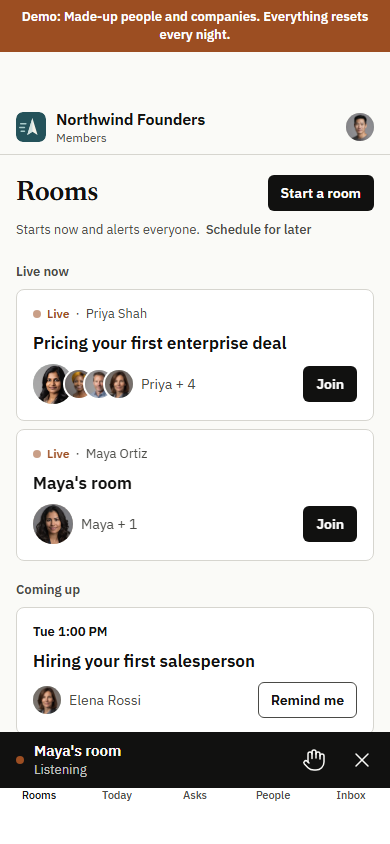 Demo: Made-up people and companies. Everything resets
every night.
Northwind Founders
Members
Rooms
Start a room
Starts now and alerts everyone. Schedule for later
Live now
Live · Priya Shah
Pricing your first enterprise deal
Priya + 4
Join
Live · Maya Ortiz
Maya's room
Maya + 1
Join
Coming up
Tue 1:00 PM
Hiring your first salesperson
Elena Rossi
Remind me
Maya's room
Listening
Rooms
Today
Asks
People
Inbox